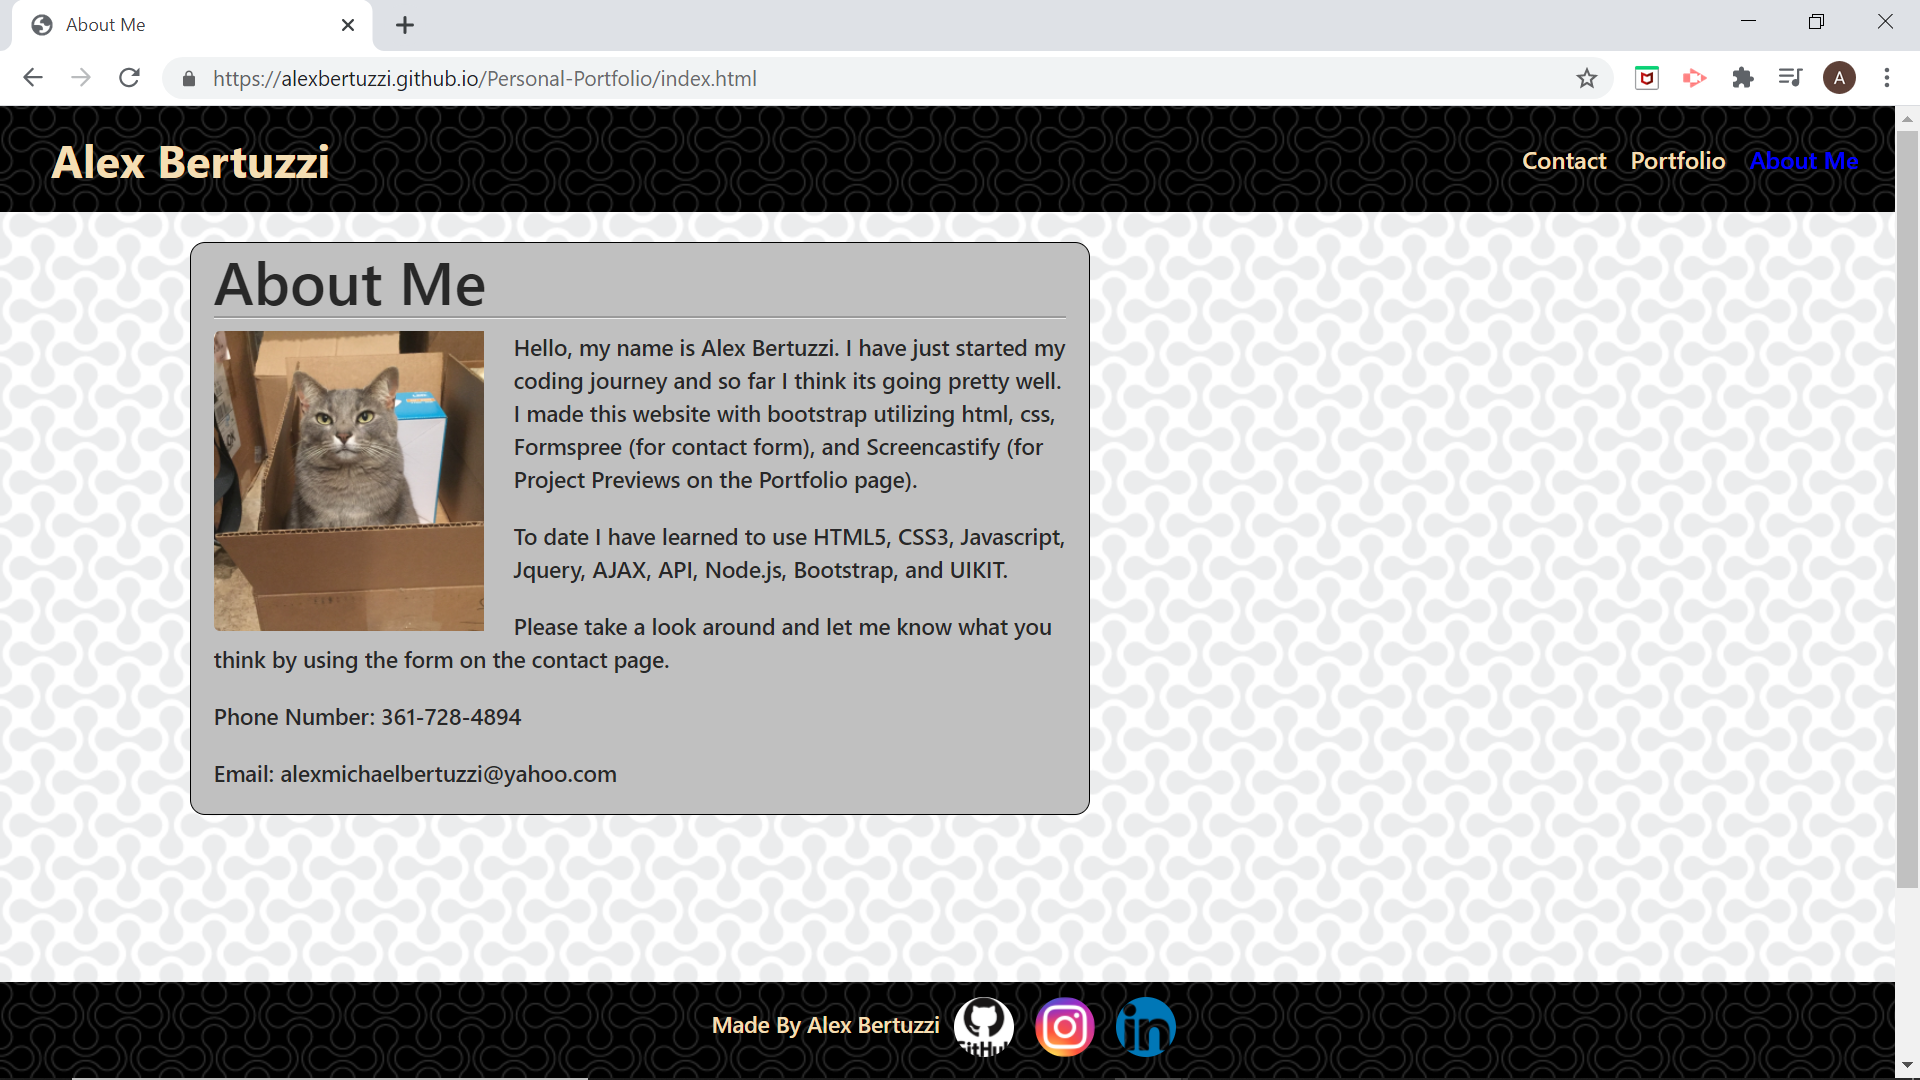 About Me
https://alexbertuzzi.github.io/Personal-Portfolio/index.html
A
Alex Bertuzzi
Contact Portfolio About Me
About Me
Hello, my name is Alex Bertuzzi. I have just started my
coding journey and so far I think its going pretty well.
I made this website with bootstrap utilizing html, css,
Formspree (for contact form), and Screencastify (for
Project Previews on the Portfolio page).
To date I have learned to use HTML5, CSS3, Javascript,
Jquery, AJAX, API, Node.js, Bootstrap, and UIKIT.
Please take a look around and let me know what you
think by using the form on the contact page.
Phone Number: 361-728-4894
Email: alexmichaelbertuzzi@yahoo.com
Made By Alex Bertuzzi
GitHub
in